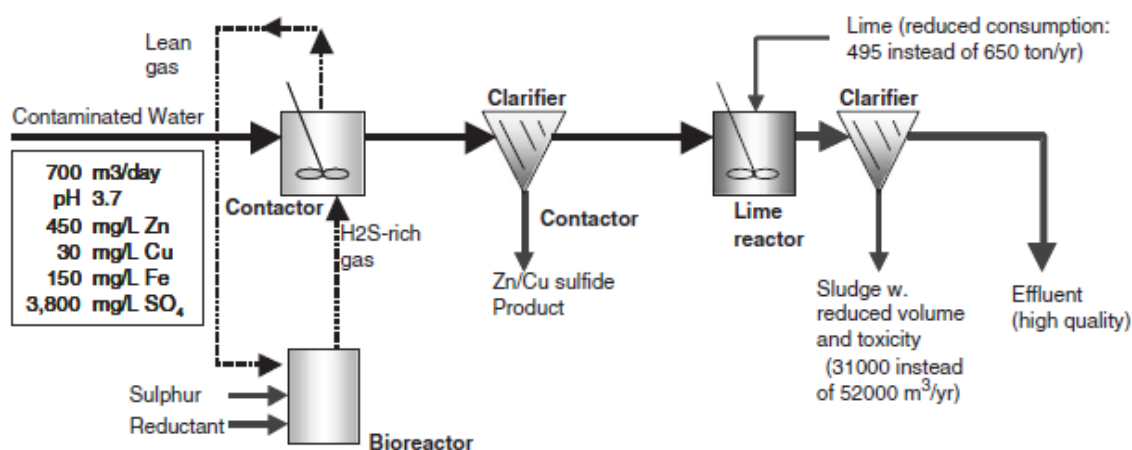 Lean
gas
Lime (reduced consumption:
495 instead of 650 ton/yr)
Contaminated Water
Clarifier
Clarifier
700 m3/day
pH 3.7
450 mg/L Zn
30 mg/L Cu
150 mg/L Fe
3,800 mg/L SO₄
Contactor
H2S-rich
gas
Contactor
Lime
reactor
Zn/Cu sulfide
Product
Sludge w.
reduced volume
and toxicity
(31000 instead
of 52000 m³/yr)
Effluent
(high quality)
Sulphur
Reductant
Bioreactor